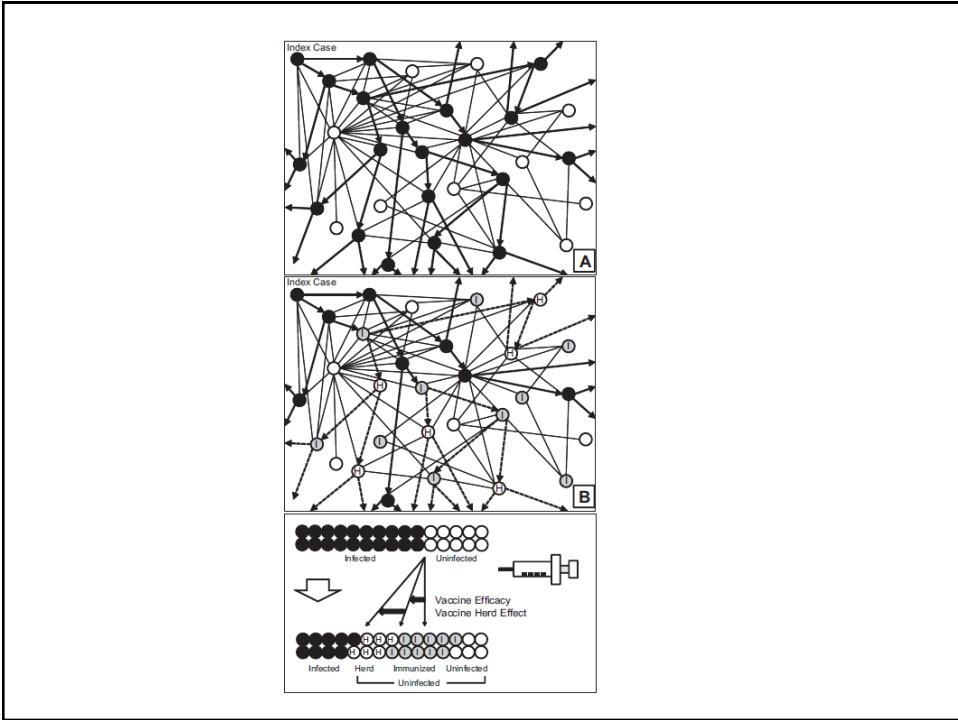 Index Case
A
Index Case
I H
I
I
H
H I
I
I
H
I I
H
I I
H
B
Infected Uninfected
Vaccine Efficacy
Vaccine Herd Effect
H H H I I I I I
H H H I I I I I
Infected Herd Immunized Uninfected
Uninfected